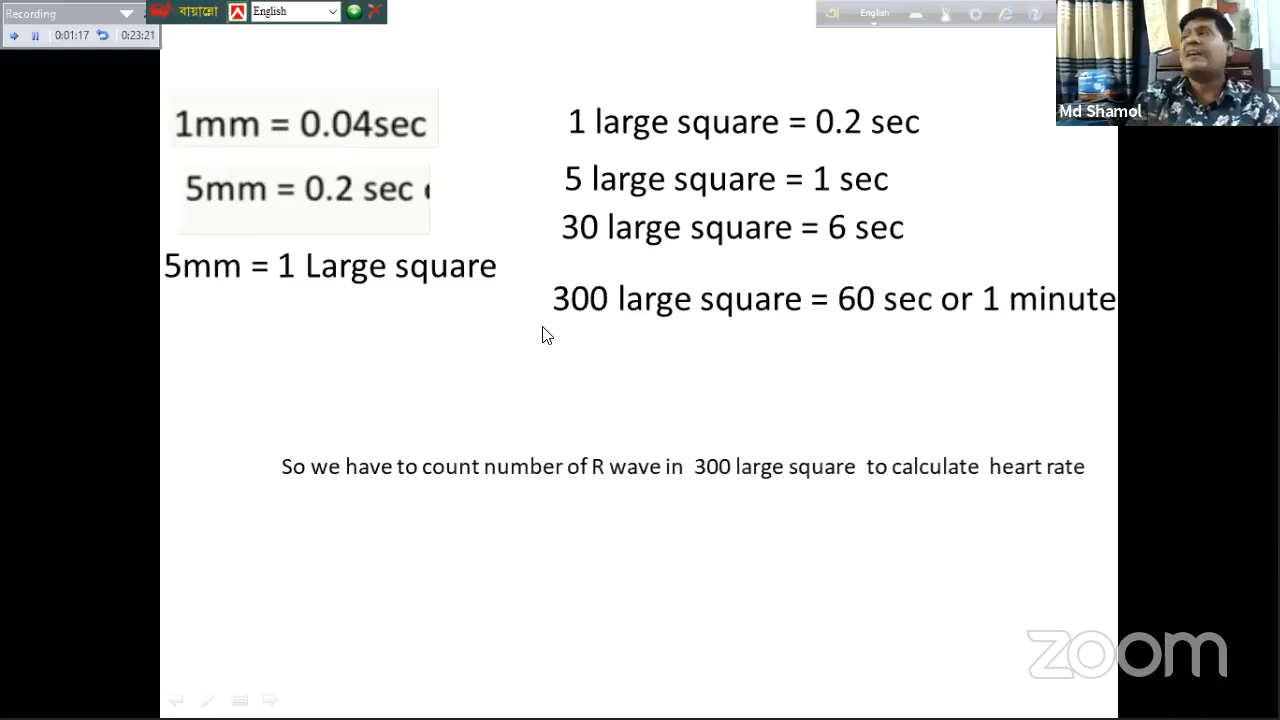 Recording
বায়ান্নো
English
English
0:01:17
0:23:21
Md Shamol
1mm = 0.04sec
5mm = 0.2 sec
5mm = 1 Large square
1 large square = 0.2 sec
5 large square = 1 sec
30 large square = 6 sec
300 large square = 60 sec or 1 minute
So we have to count number of R wave in 300 large square to calculate heart rate
zoom